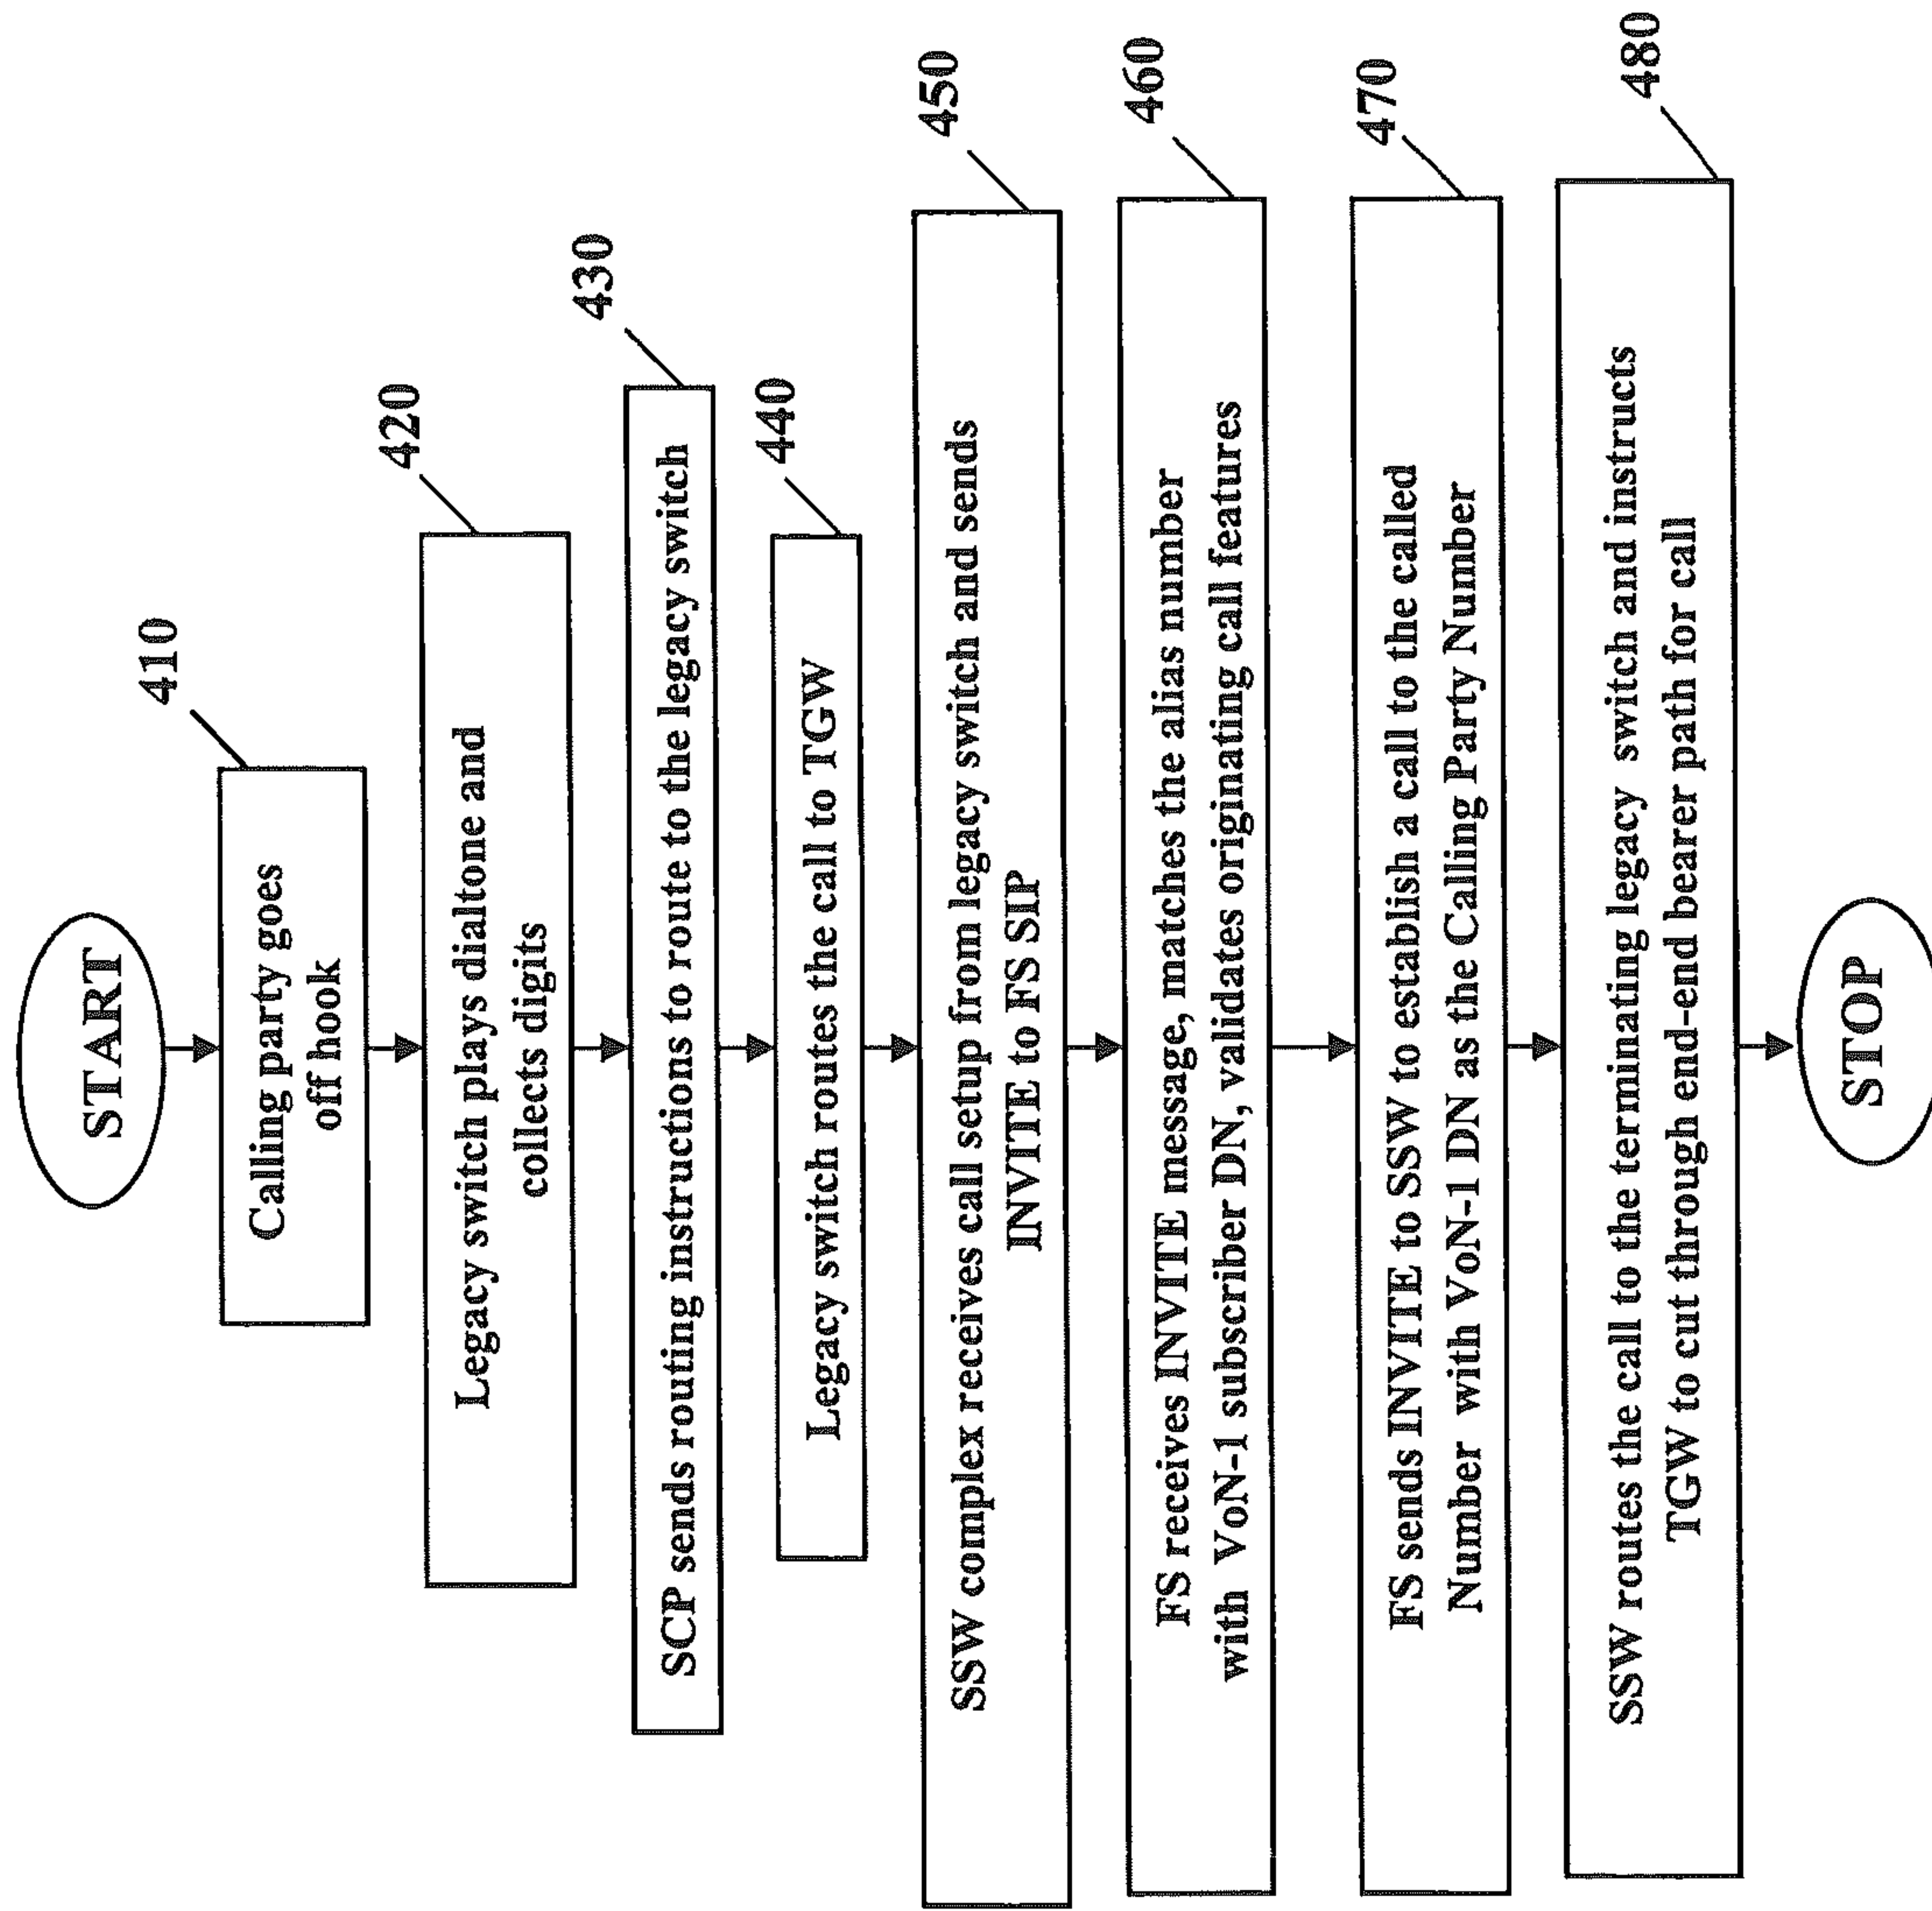 START
410
Calling party goes
off hook
420
Legacy switch plays dialtone and
collects digits
430
SCP sends routing instructions to route to the legacy switch
440
Legacy switch routes the call to TGW
450
SSW complex receives call setup from legacy switch and sends
INVITE to FS SIP
460
FS receives INVITE message, matches the alias number
with VoN-1 subscriber DN, validates originating call features
470
FS sends INVITE to SSW to establish a call to the called
Number with VoN-1 DN as the Calling Party Number
480
SSW routes the call to the terminating legacy switch and instructs
TGW to cut through end-end bearer path for call
STOP